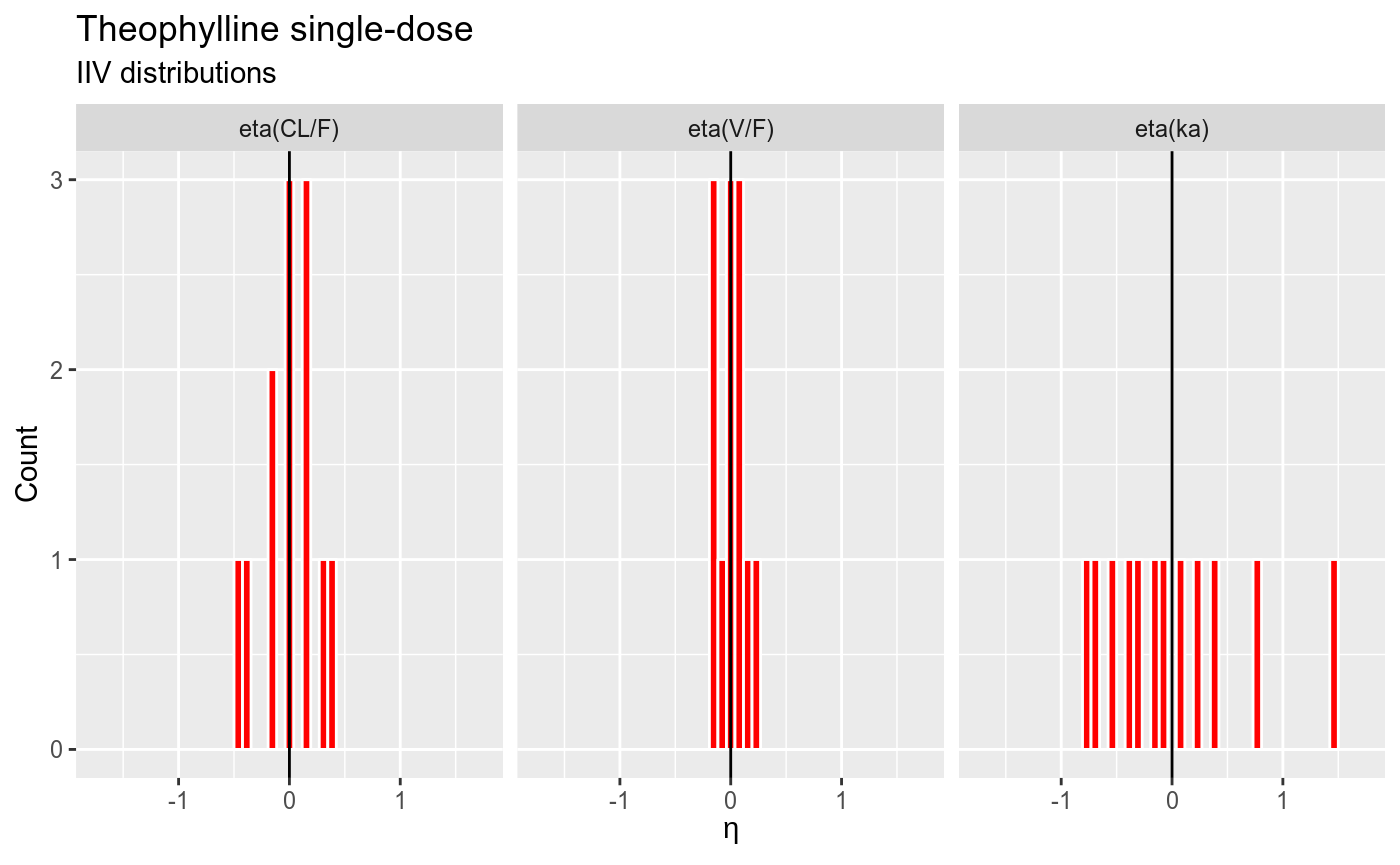 Theophylline single-dose
IIV distributions
eta(CL/F) eta(V/F) eta(ka)
3
2
1
0
Count
-1 0 1 -1 0 1 -1 0 1
η